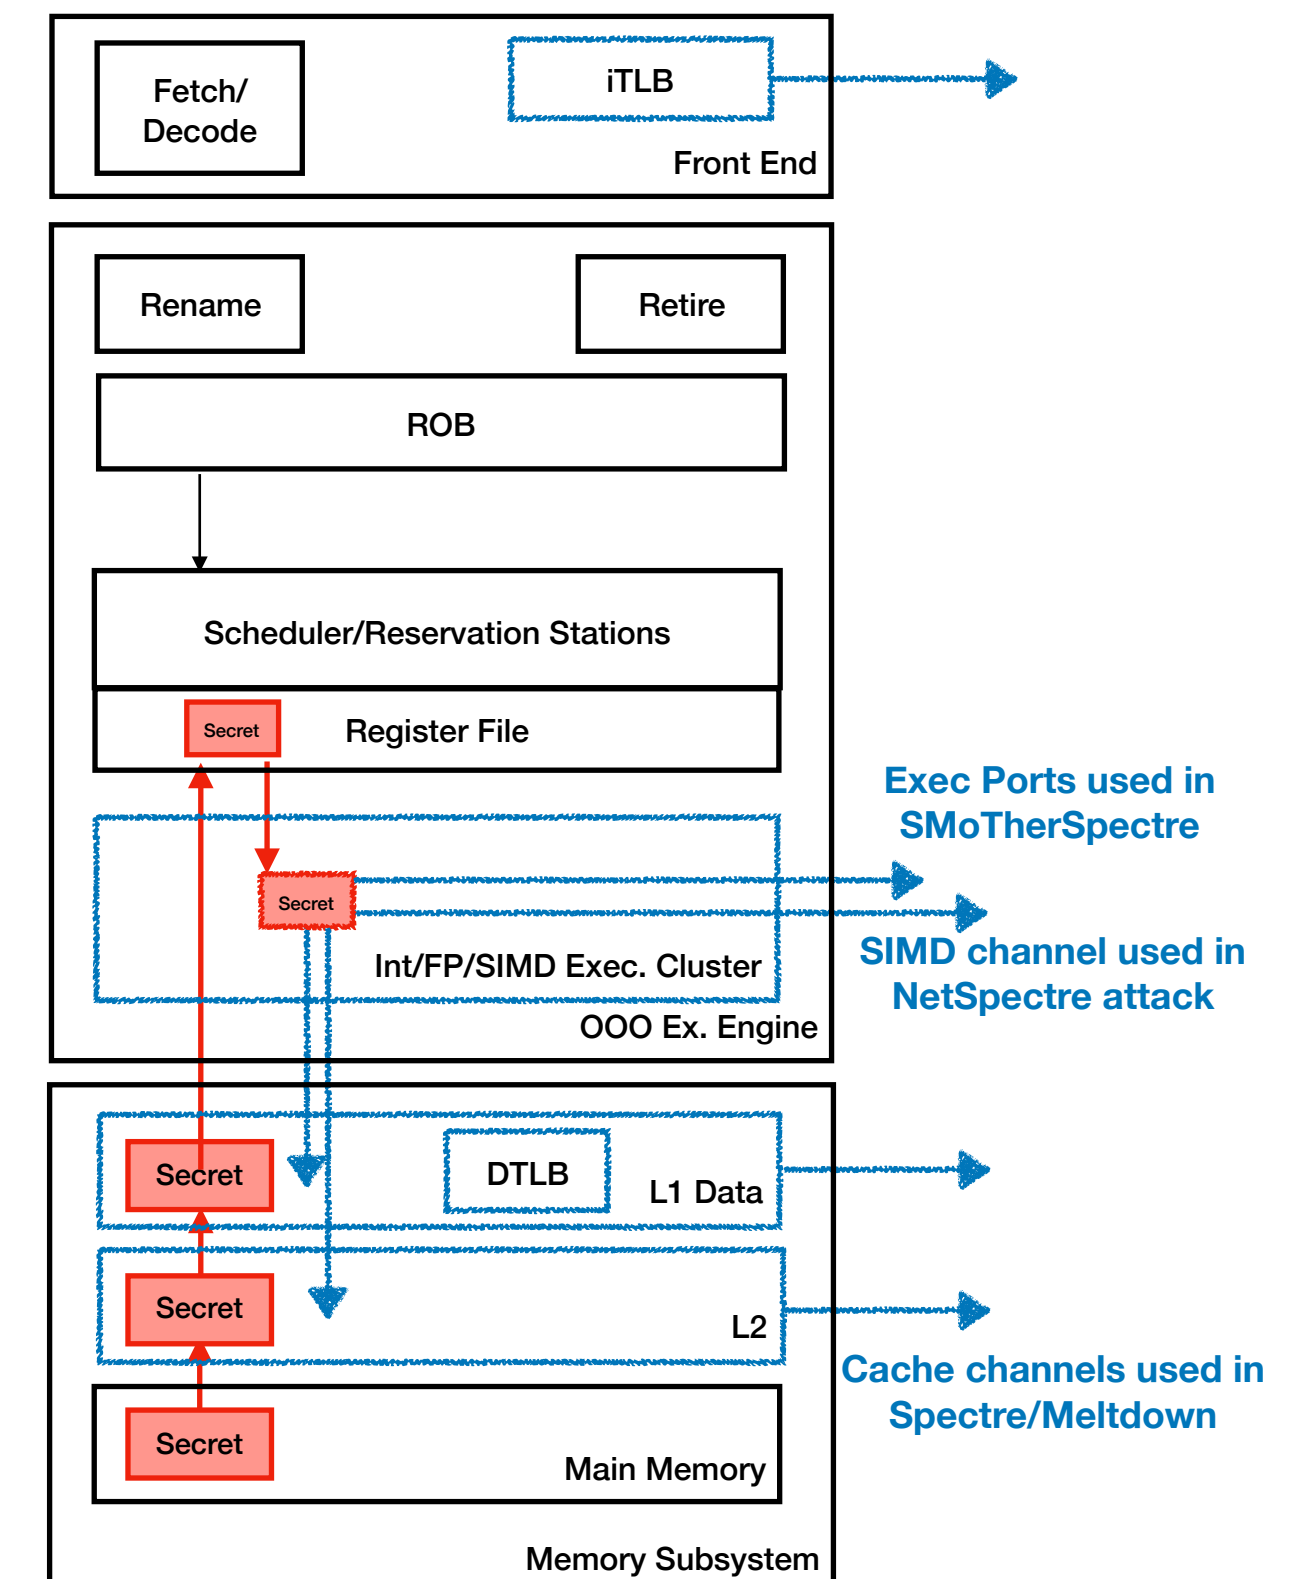 Fetch/
Decode
iTLB
Front End
Rename
Retire
ROB
Scheduler/Reservation Stations
Secret
Register File
Exec Ports used in
SMoTherSpectre
Secret
SIMD channel used in
NetSpectre attack
Int/FP/SIMD Exec. Cluster
OOO Ex. Engine
Secret
DTLB
L1 Data
Secret
L2
Cache channels used in
Spectre/Meltdown
Secret
Main Memory
Memory Subsystem